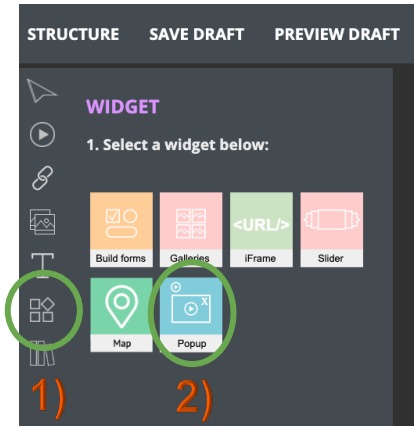 STRUCTURE SAVE DRAFT PREVIEW DRAFT
WIDGET
1. Select a widget below:
<URL/>
Build forms Galleries iFrame Slider
X
Map Popup
1) 2)